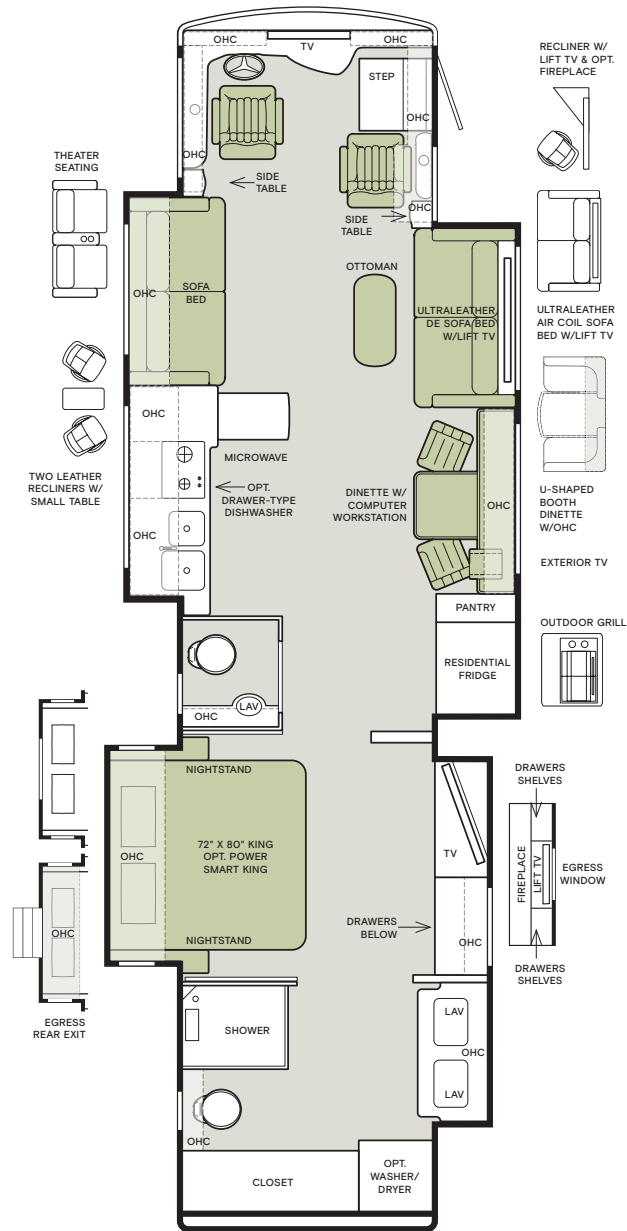 OHC
TV
OHC
STEP
OHC
OHC
SIDE
TABLE
SIDE
TABLE
OHC
RECLINER W/
LIFT TV & OPT.
FIREPLACE
THEATER
SEATING
OHC
SOFA
BED
OTTOMAN
ULTRALEATHER
DE SOFA/BED
W/LIFT TV
ULTRALEATHER
AIR COIL SOFA
BED W/LIFT TV
OHC
MICROWAVE
OPT.
DRAWER-TYPE
DISHWASHER
OHC
TWO LEATHER
RECLINERS W/
SMALL TABLE
DINETTE W/
COMPUTER
WORKSTATION
OHC
U-SHAPED
BOOTH
DINETTE
W/OHC
EXTERIOR TV
PANTRY
RESIDENTIAL
FRIDGE
OUTDOOR GRILL
LAV
OHC
NIGHTSTAND
OHC
72" X 80" KING
OPT. POWER
SMART KING
NIGHTSTAND
TV
DRAWERS
BELOW
OHC
DRAWERS
SHELVES
FIREPLACE
LIFT TV
EGRESS
WINDOW
DRAWERS
SHELVES
OHC
EGRESS
REAR EXIT
SHOWER
LAV
OHC
LAV
OHC
CLOSET
OPT.
WASHER/
DRYER